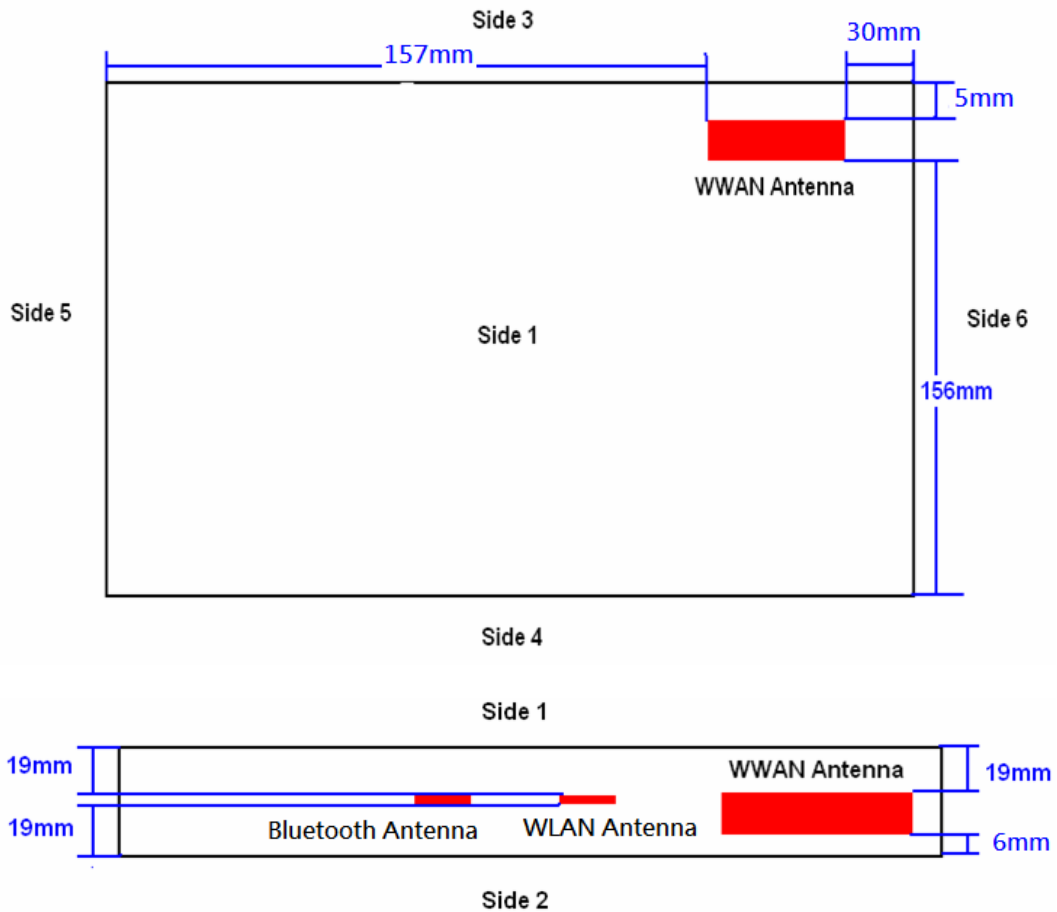 Side 3
157mm
30mm
5mm
WWAN Antenna
Side 5
Side 1
Side 6
156mm
Side 4
Side 1
19mm
WWAN Antenna
19mm
19mm
Bluetooth Antenna
WLAN Antenna
6mm
Side 2